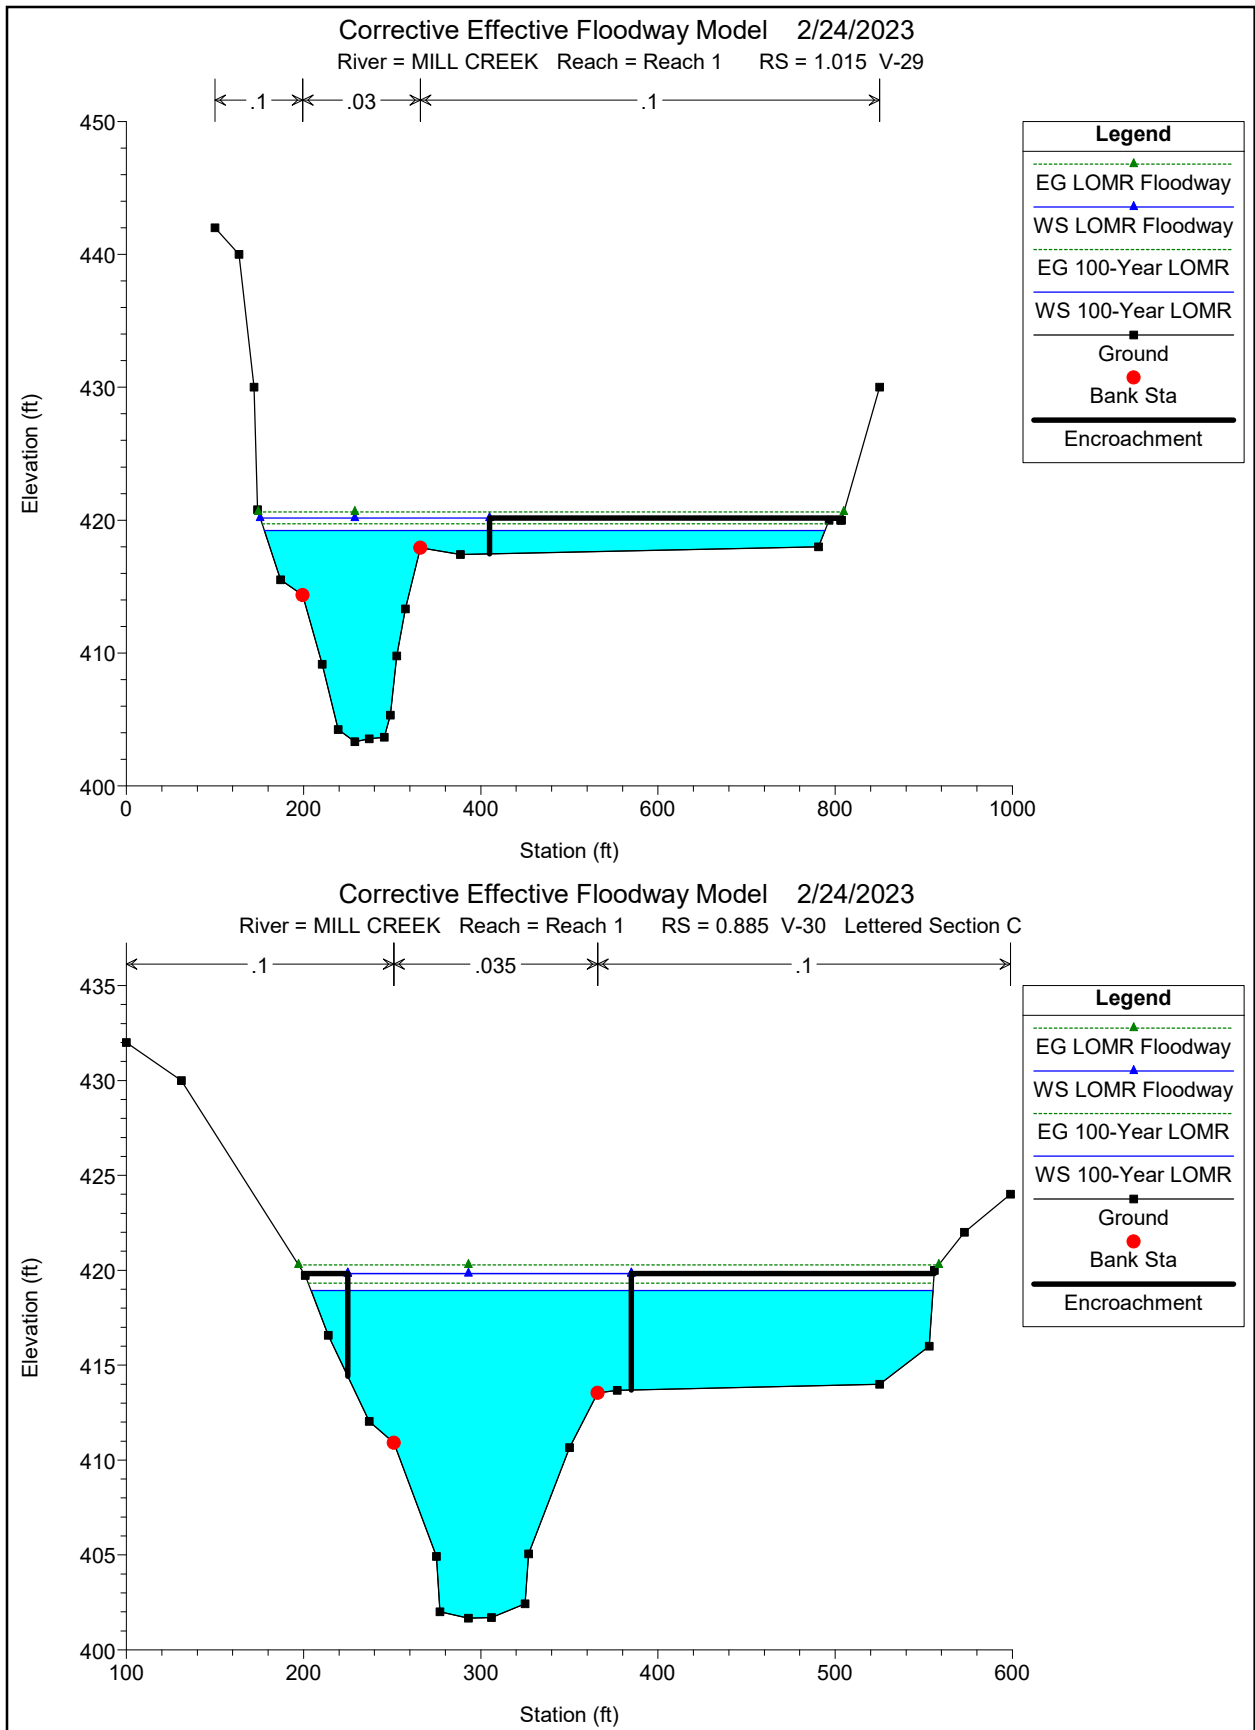 Corrective Effective Floodway Model 2/24/2023
River = MILL CREEK Reach = Reach 1 RS = 1.015 V-29
.1 .03 .1
450
440
430
420
410
400
Elevation (ft)
0 200 400 600 800 1000
Station (ft)
Legend
EG LOMR Floodway
WS LOMR Floodway
EG 100-Year LOMR
WS 100-Year LOMR
Ground
Bank Sta
Encroachment
Corrective Effective Floodway Model 2/24/2023
River = MILL CREEK Reach = Reach 1 RS = 0.885 V-30 Lettered Section C
.1 .035 .1
435
430
425
420
415
410
405
400
Elevation (ft)
100 200 300 400 500 600
Station (ft)
Legend
EG LOMR Floodway
WS LOMR Floodway
EG 100-Year LOMR
WS 100-Year LOMR
Ground
Bank Sta
Encroachment